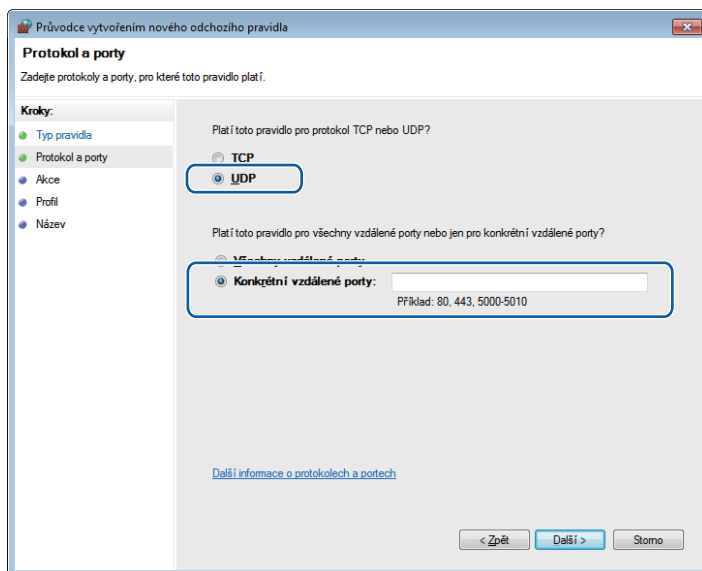 Průvodce vytvořením nového odchozího pravidla
Protokol a porty
Zadejte protokoly a porty, pro které toto pravidlo platí.
Kroky:
Typ pravidla
Protokol a porty
Akce
Profil
Název
Platí toto pravidlo pro protokol TCP nebo UDP?
TCP
UDP
Platí toto pravidlo pro všechny vzdálené porty nebo jen pro konkrétní vzdálené porty?
Všechny vzdálené porty
Konkrétní vzdálené porty:
Příklad: 80, 443, 5000-5010
Další informace o protokolech a portech
< Zpět
Další >
Storno